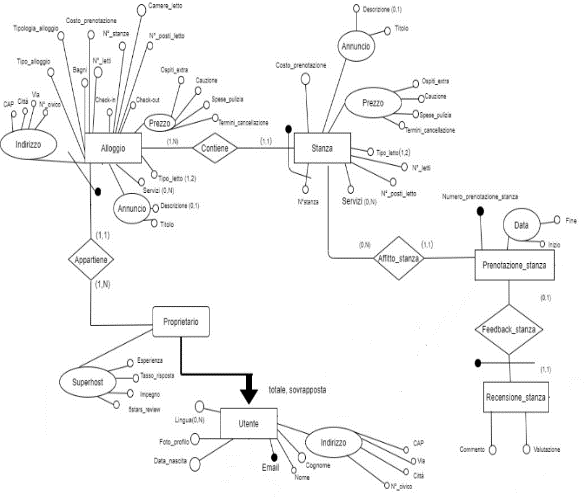 Camere_letto
Costo_prenotazione
Tipologia_alloggio
N°_stanze
N°_posti_letto
Tipo_alloggio
N°_letti
Bagni
CAP
Città
Via
N°_civico
Check-in
Check-out
Indirizzo
Alloggio
Ospiti_extra
Cauzione
Spese_pulizia
Termini_cancellazione
Prezzo
Tipo_letto (1,2)
Servizi (0,N)
Annuncio
Descrizione (0,1)
Titolo
(1,N)
Contiene
(1,1)
Descrizione (0,1)
Titolo
Annuncio
Costo_prenotazione
Ospiti_extra
Cauzione
Spese_pulizia
Termini_cancellazione
Prezzo
Stanza
Tipo_letto(1,2)
N°_letti
N°_posti_letto
Servizi (0,N)
N°stanza
(1,1)
Appartiene
(1,N)
(0,N)
Affitto_stanza
(1,1)
Numero_prenotazione_stanza
Data
Fine
Inizio
Prenotazione_stanza
(0,1)
Feedback_stanza
(1,1)
Recensione_stanza
Commento
Valutazione
Proprietario
Superhost
Esperienza
Tasso_risposta
Impegno
5stars_review
totale, sovrapposta
Lingua(0,N)
Foto_profilo
Data_nascita
Utente
Email
Nome
Cognome
Indirizzo
CAP
Via
Città
N°_civico